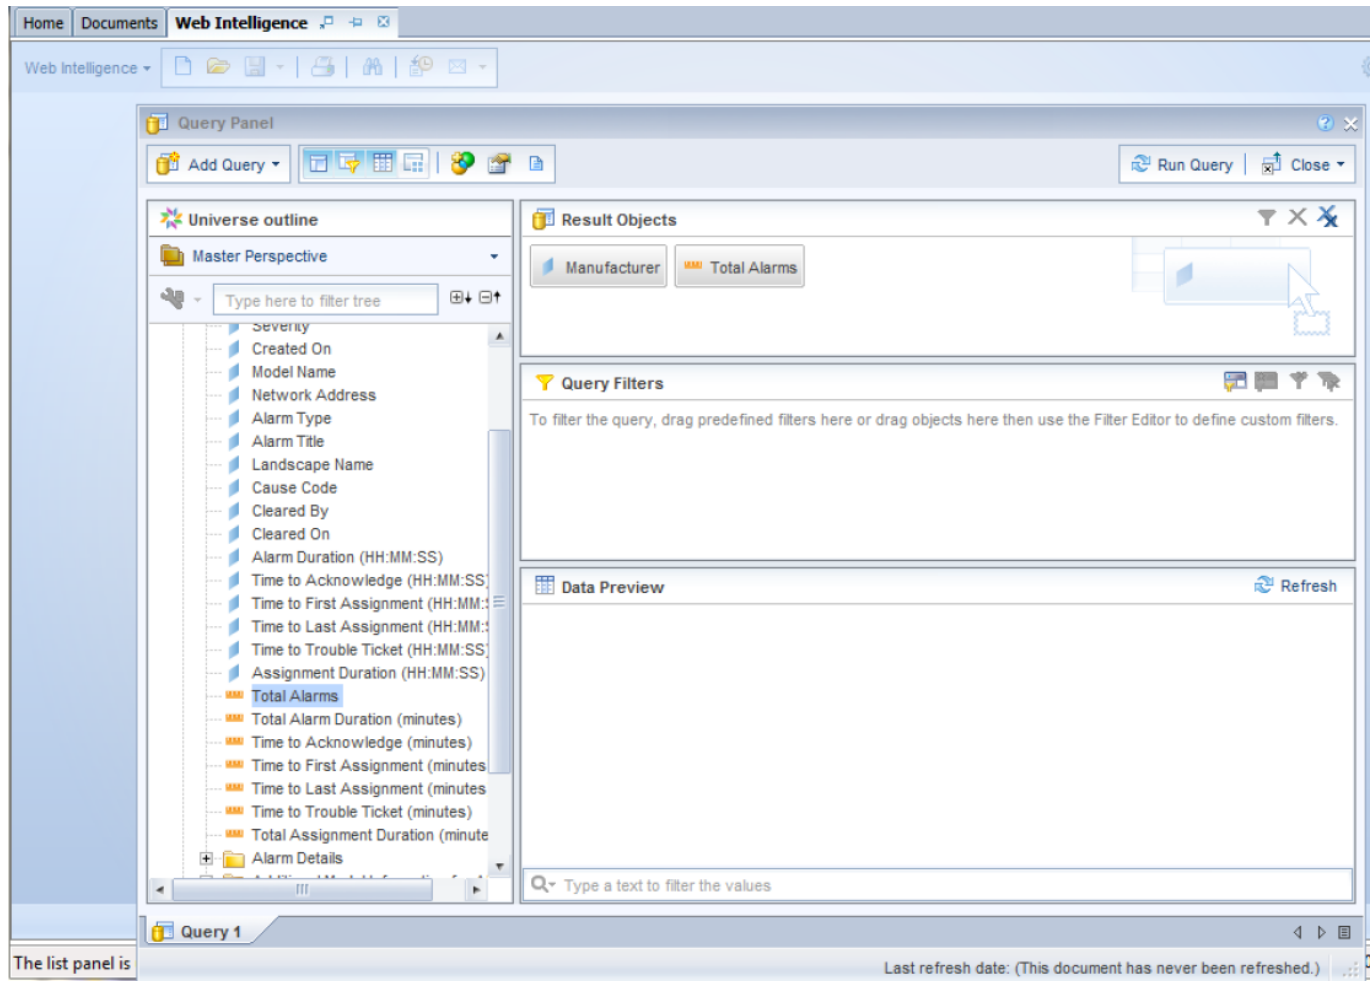 Home Documents Web Intelligence
Web Intelligence
Query Panel
Add Query
Run Query Close
Universe outline
Master Perspective
Type here to filter tree
Severity
Created On
Model Name
Network Address
Alarm Type
Alarm Title
Landscape Name
Cause Code
Cleared By
Cleared On
Alarm Duration (HH:MM:SS)
Time to Acknowledge (HH:MM:SS)
Time to First Assignment (HH:MM:S
Time to Last Assignment (HH:MM:S
Time to Trouble Ticket (HH:MM:SS)
Assignment Duration (HH:MM:SS)
Total Alarms
Total Alarm Duration (minutes)
Time to Acknowledge (minutes)
Time to First Assignment (minutes
Time to Last Assignment (minutes
Time to Trouble Ticket (minutes)
Total Assignment Duration (minute
Alarm Details
Result Objects
Manufacturer Total Alarms
Query Filters
To filter the query, drag predefined filters here or drag objects here then use the Filter Editor to define custom filters.
Data Preview Refresh
Type a text to filter the values
Query 1
The list panel is
Last refresh date: (This document has never been refreshed.)